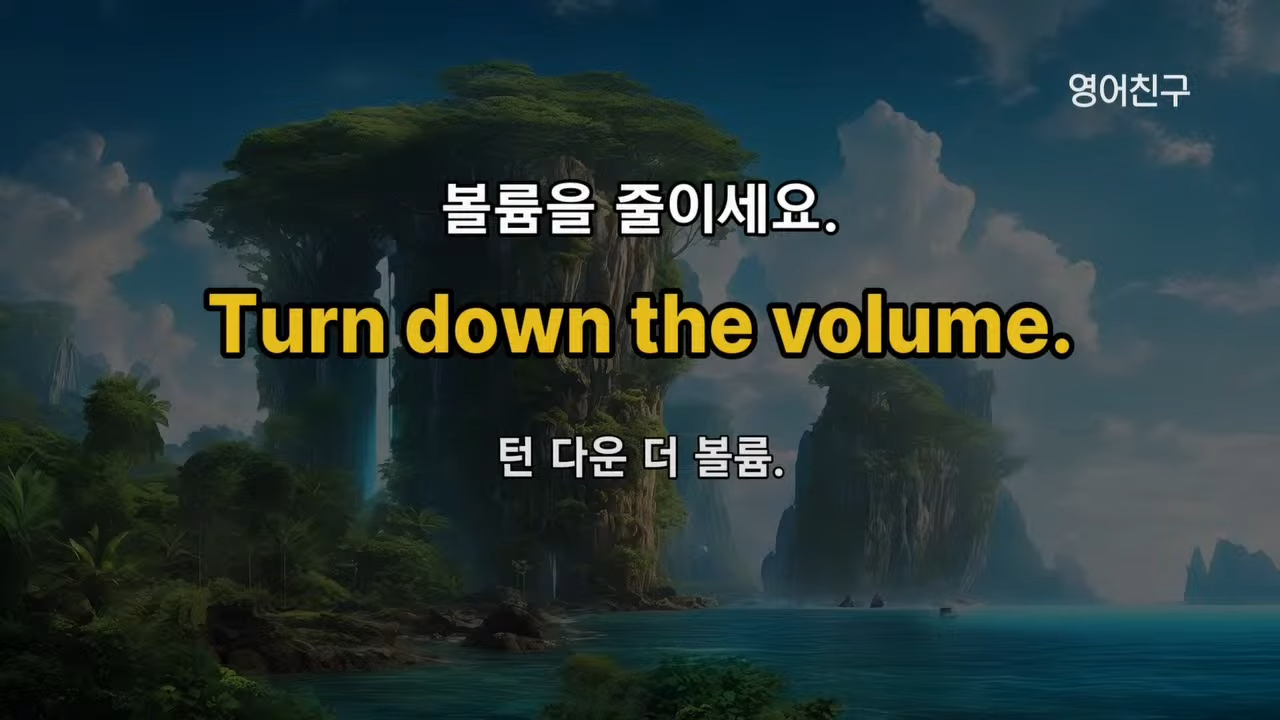 영어친구
볼륨을 줄이세요.
Turn down the volume.
턴 다운 더 볼륨.